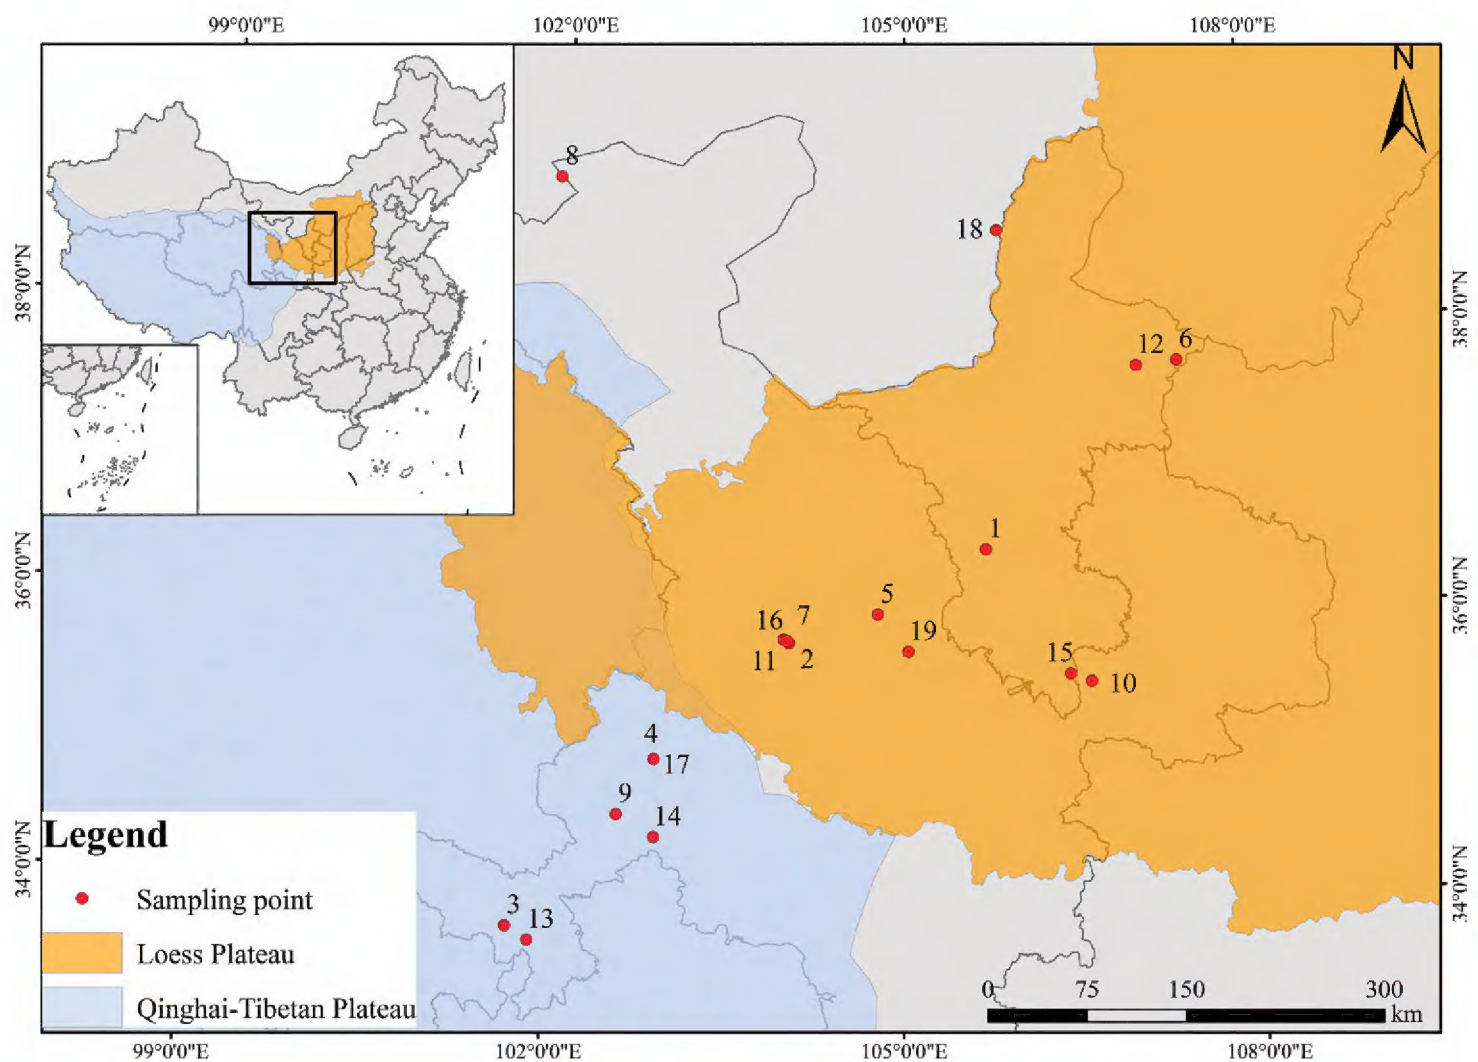 99°0'0"E 102°0'0"E 105°0'0"E 108°0'0"E
N
8
18
38°0'0"N
38°0'0"N
12 6
1
36°0'0"N
36°0'0"N
5
16 7
19
11 2
15
10
4
17
9
14
Legend
34°0'0"N
34°0'0"N
Sampling point
3
13
Loess Plateau
Qinghai-Tibetan Plateau
0 75 150 300
km
99°0'0"E 102°0'0"E 105°0'0"E 108°0'0"E